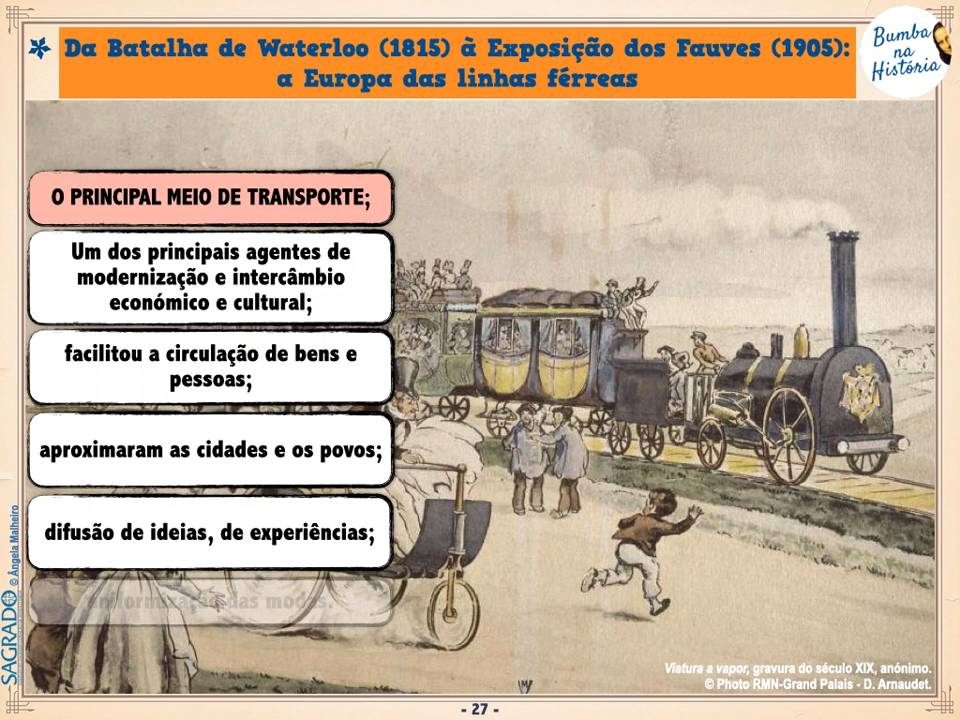 Da Batalha de Waterloo (1815) à Exposição dos Fauves (1905):
a Europa das linhas férreas
Bumba
na
História
O PRINCIPAL MEIO DE TRANSPORTE;
Um dos principais agentes de
modernização e intercâmbio
económico e cultural;
facilitou a circulação de bens e
pessoas;
aproximaram as cidades e os povos;
difusão de ideias, de experiências;
uniformização das modas.
SAGRADO
© Ângela Malheiro
Viatura a vapor, gravura do século XIX, anónimo.
© Photo RMN-Grand Palais - D. Arnaudet.
- 27 -